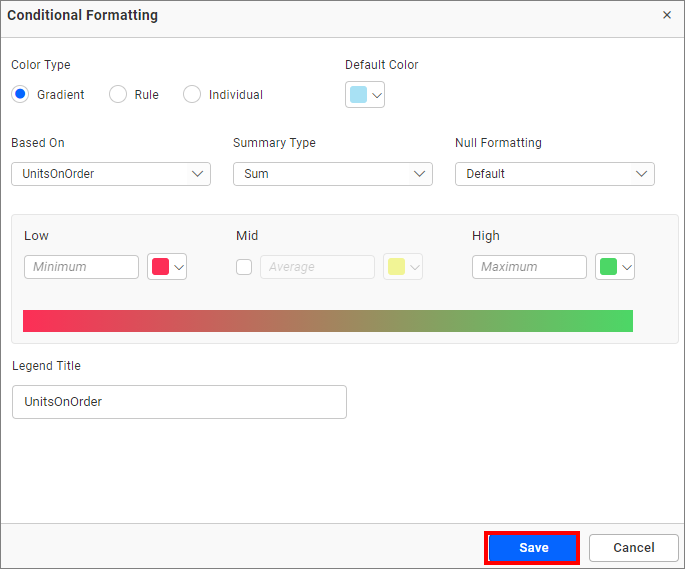 Conditional Formatting
Color Type
Default Color
Gradient
Rule
Individual
Based On
Summary Type
Null Formatting
UnitsOnOrder
Sum
Default
Low
Mid
High
Minimum
Average
Maximum
Legend Title
UnitsOnOrder
Save
Cancel